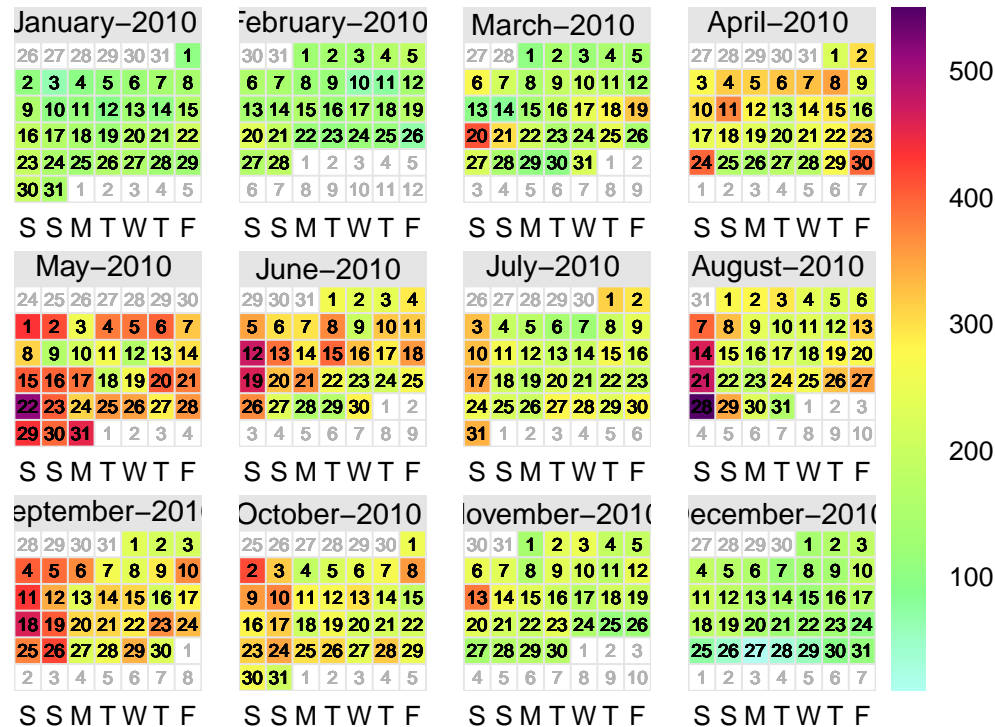 January−2010
26 27 28 29 30 31 1
2 3 4 5 6 7 8
9 10 11 12 13 14 15
16 17 18 19 20 21 22
23 24 25 26 27 28 29
30 31 1 2 3 4 5
S S M T W T F
February−2010
30 31 1 2 3 4 5
6 7 8 9 10 11 12
13 14 15 16 17 18 19
20 21 22 23 24 25 26
27 28 1 2 3 4 5
6 7 8 9 10 11 12
S S M T W T F
March−2010
27 28 1 2 3 4 5
6 7 8 9 10 11 12
13 14 15 16 17 18 19
20 21 22 23 24 25 26
27 28 29 30 31 1 2
3 4 5 6 7 8 9
S S M T W T F
April−2010
27 28 29 30 31 1 2
3 4 5 6 7 8 9
10 11 12 13 14 15 16
17 18 19 20 21 22 23
24 25 26 27 28 29 30
1 2 3 4 5 6 7
S S M T W T F
May−2010
24 25 26 27 28 29 30
1 2 3 4 5 6 7
8 9 10 11 12 13 14
15 16 17 18 19 20 21
22 23 24 25 26 27 28
29 30 31 1 2 3 4
S S M T W T F
June−2010
29 30 31 1 2 3 4
5 6 7 8 9 10 11
12 13 14 15 16 17 18
19 20 21 22 23 24 25
26 27 28 29 30 1 2
3 4 5 6 7 8 9
S S M T W T F
July−2010
26 27 28 29 30 1 2
3 4 5 6 7 8 9
10 11 12 13 14 15 16
17 18 19 20 21 22 23
24 25 26 27 28 29 30
31 1 2 3 4 5 6
S S M T W T F
August−2010
31 1 2 3 4 5 6
7 8 9 10 11 12 13
14 15 16 17 18 19 20
21 22 23 24 25 26 27
28 29 30 31 1 2 3
4 5 6 7 8 9 10
S S M T W T F
eptember−201
28 29 30 31 1 2 3
4 5 6 7 8 9 10
11 12 13 14 15 16 17
18 19 20 21 22 23 24
25 26 27 28 29 30 1
2 3 4 5 6 7 8
S S M T W T F
October−2010
25 26 27 28 29 30 1
2 3 4 5 6 7 8
9 10 11 12 13 14 15
16 17 18 19 20 21 22
23 24 25 26 27 28 29
30 31 1 2 3 4 5
S S M T W T F
ovember−201
30 31 1 2 3 4 5
6 7 8 9 10 11 12
13 14 15 16 17 18 19
20 21 22 23 24 25 26
27 28 29 30 1 2 3
4 5 6 7 8 9 10
S S M T W T F
ecember−201
27 28 29 30 1 2 3
4 5 6 7 8 9 10
11 12 13 14 15 16 17
18 19 20 21 22 23 24
25 26 27 28 29 30 31
1 2 3 4 5 6 7
S S M T W T F
500
400
300
200
100